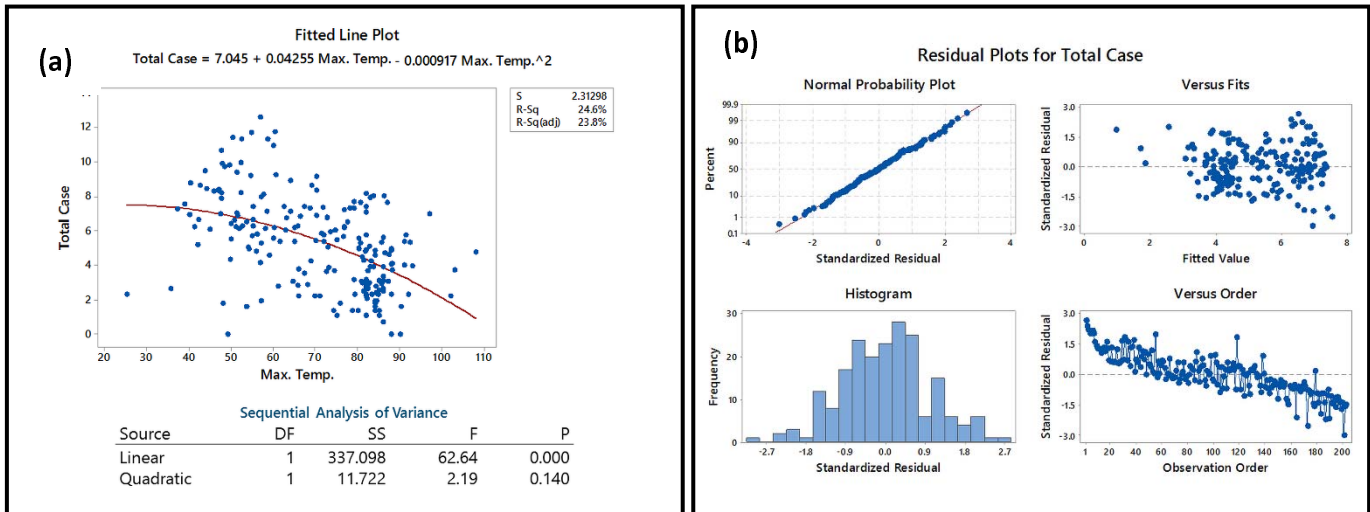 (a)
Fitted Line Plot
Total Case = 7.045 + 0.04255 Max. Temp. - 0.000917 Max. Temp.^2
S 2.31298
R-Sq 24.6%
R-Sq(adj) 23.8%
12
10
8
6
4
2
0
Total Case
20 30 40 50 60 70 80 90 100 110
Max. Temp.
Sequential Analysis of Variance
Source DF SS F P
Linear 1 337.098 62.64 0.000
Quadratic 1 11.722 2.19 0.140
(b)
Residual Plots for Total Case
Normal Probability Plot
99.9
99
90
50
10
1
0.1
Percent
-4 -2 0 2 4
Standardized Residual
Versus Fits
3.0
1.5
0.0
-1.5
-3.0
Standardized Residual
0 2 4 6 8
Fitted Value
Histogram
30
20
10
0
Frequency
-2.7 -1.8 -0.9 0.0 0.9 1.8 2.7
Standardized Residual
Versus Order
3.0
1.5
0.0
-1.5
-3.0
Standardized Residual
1 20 40 60 80 100 120 140 160 180 200
Observation Order